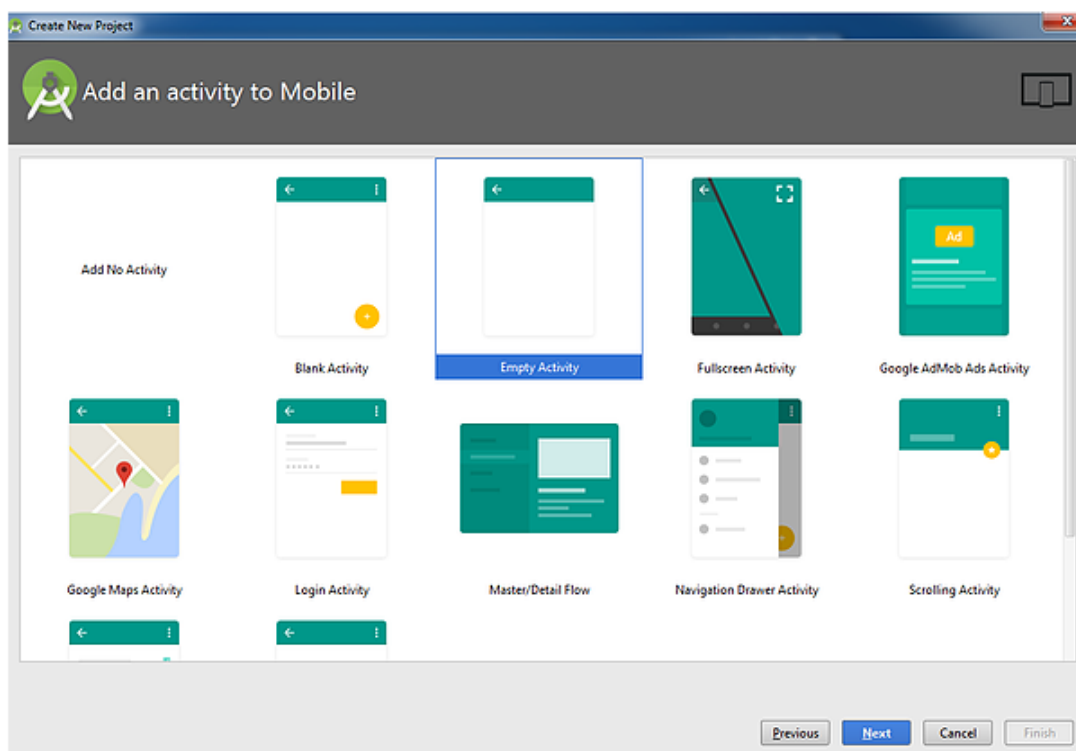 Create New Project
Add an activity to Mobile
Add No Activity
Blank Activity
Empty Activity
Ad
Fullscreen Activity
Google AdMob Ads Activity
Google Maps Activity
Login Activity
Master/Detail Flow
Navigation Drawer Activity
Scrolling Activity
Previous
Next
Cancel
Finish